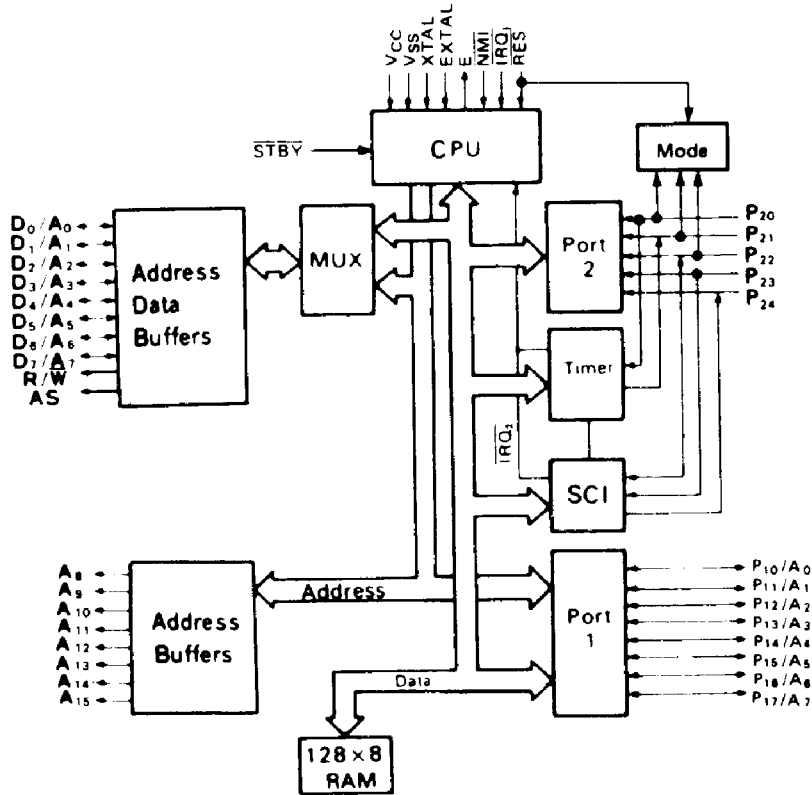 VCC
VSS
XTAL
EXTAL
E
NMI
IRQ₁
RES
STBY
CPU
Mode
D₀/A₀
D₁/A₁
D₂/A₂
D₃/A₃
D₄/A₄
D₅/A₅
D₆/A₆
D₇/A₇
R/W
AS
Address
Data
Buffers
MUX
Port
2
P₂₀
P₂₁
P₂₂
P₂₃
P₂₄
Timer
IRQ₂
SCI
A₈
A₉
A₁₀
A₁₁
A₁₂
A₁₃
A₁₄
A₁₅
Address
Buffers
Address
Data
Port
1
P₁₀/A₀
P₁₁/A₁
P₁₂/A₂
P₁₃/A₃
P₁₄/A₄
P₁₅/A₅
P₁₆/A₆
P₁₇/A₇
128×8
RAM